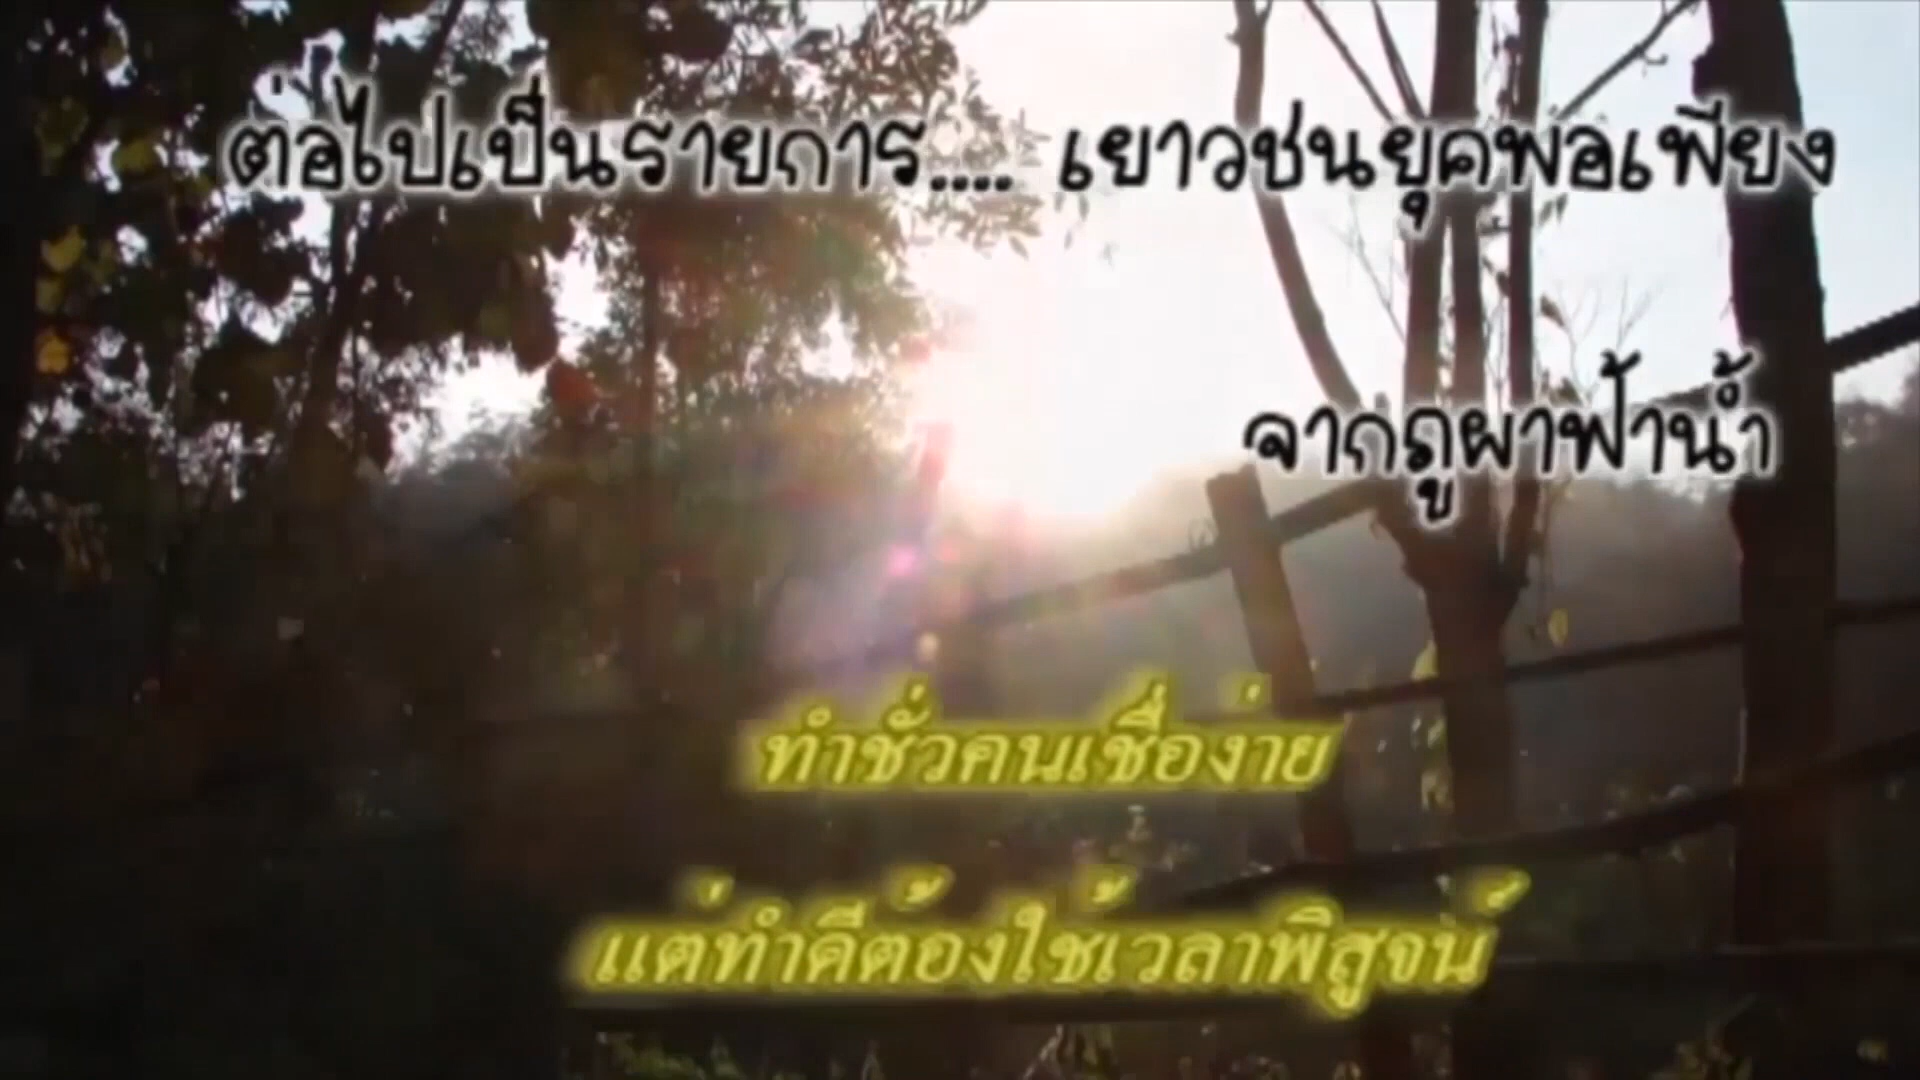 ต่อไปเป็นรายการ.... เยาวชนยุคพอเพียง
จากภูผาฟ้าน้ำ
ทำชั่วคนเชื่อง่าย
แต่ทำดีต้องใช้เวลาพิสูจน์